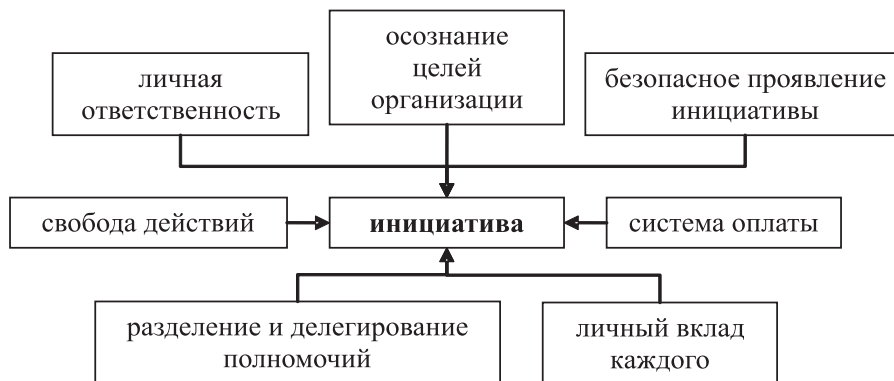 личная
ответственность
осознание
целей
организации
безопасное проявление
инициативы
свобода действий
инициатива
система оплаты
разделение и делегирование
полномочий
личный вклад
каждого